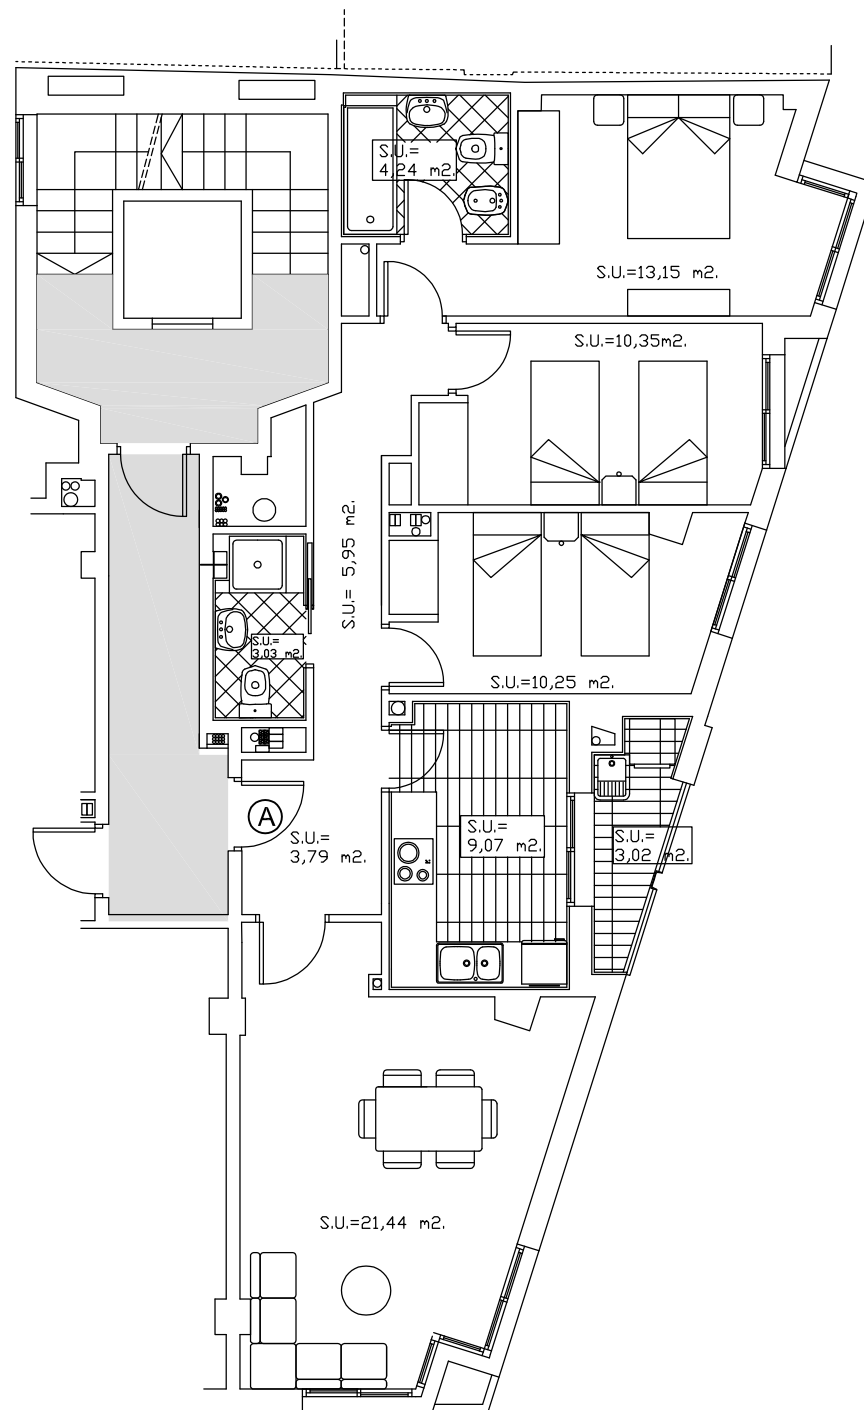 S.U.=
4,24 m2.
S.U.=13,15 m2.
S.U.=10,35m2.
S.U.= 5,95 m2.
S.U.=
3,03 m2.
S.U.=10,25 m2.
A
S.U.=
3,79 m2.
S.U.=
9,07 m2.
S.U.=
3,02 m2.
S.U.=21,44 m2.